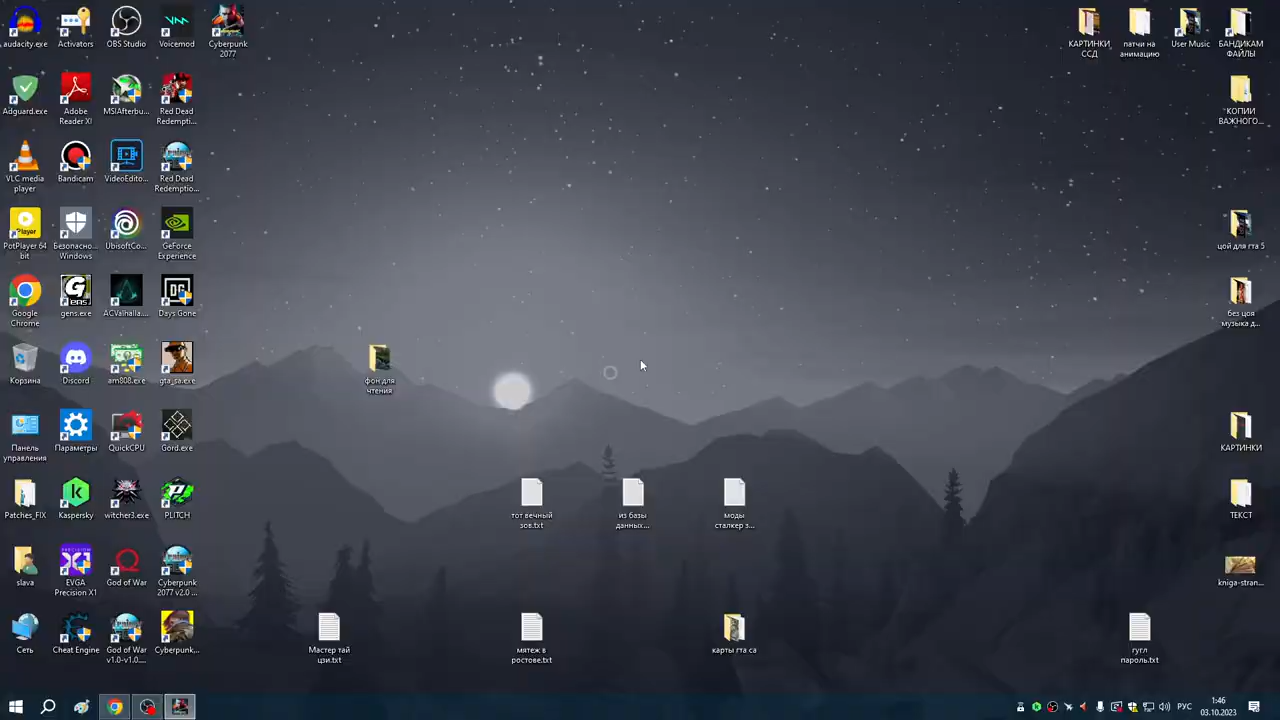 audacity.exe
Activators
OBS Studio
Voicemod
Cyberpunk
2077
КАРТИНКИ
ССД
патчи на
анимацию
User Music
БАНДИКАМ
ФАЙЛЫ
Adguard.exe
Adobe
Reader XI
MSIAfterbu...
Red Dead
Redempti...
КОПИИ
ВАЖНОГО...
VLC media
player
Bandicam
VideoEdito...
Red Dead
Redemptio...
PotPlayer 64
bit
Безопасно...
Windows
UbisoftCo...
GeForce
Experience
цой для гта 5
Google
Chrome
gens.exe
ACValhalla....
Days Gone
без цоя
музыка д...
Корзина
Discord
am808.exe
gta_sa.exe
фон для
чтения
Панель
управления
Параметры
QuickCPU
Gord.exe
КАРТИНКИ
Patches_FIX
Kaspersky
witcher3.exe
PLITCH
тот вечный
зов.txt
из базы
данных...
моды
сталкер з...
ТЕКСТ
slava
EVGA
Precision X1
God of War
Cyberpunk
2077 v2.0 ...
kniga-stran...
Сеть
Cheat Engine
God of War
v1.0-v1.0....
Cyberpunk,..
Мастер тай
цзи.txt
мятеж в
ростове.txt
карты гта са
гугл
пароль.txt
РУС
1:46
03.10.2023